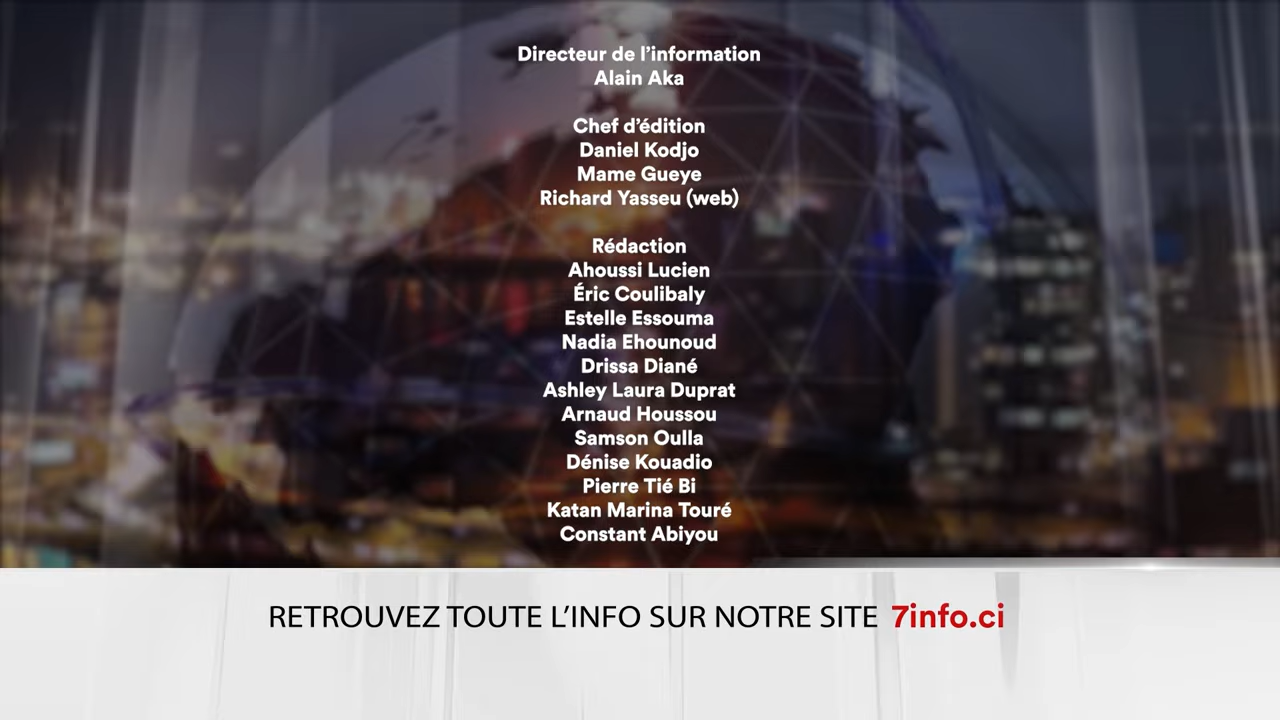 Directeur de l’information
Alain Aka
Chef d’édition
Daniel Kodjo
Mame Gueye
Richard Yasseu (web)
Rédaction
Ahoussi Lucien
Éric Coulibaly
Estelle Essouma
Nadia Ehounoud
Drissa Diané
Ashley Laura Duprat
Arnaud Houssou
Samson Oulla
Dénise Kouadio
Pierre Tié Bi
Katan Marina Touré
Constant Abiyou
RETROUVEZ TOUTE L’INFO SUR NOTRE SITE 7info.ci